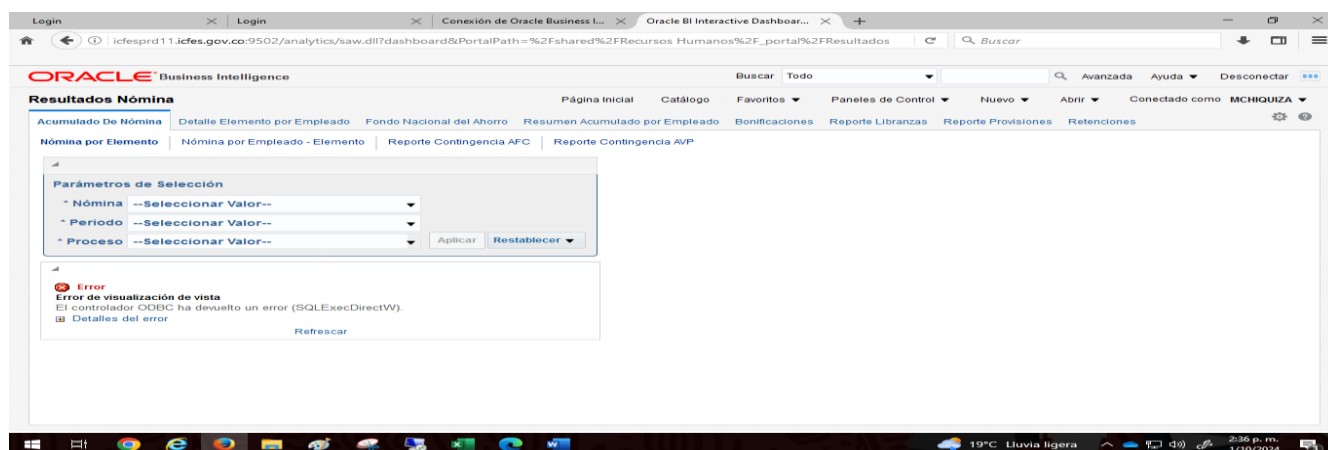 Login
Login
Conexión de Oracle Business I...
Oracle BI Interactive Dashboar...
icfesprd11.icfes.gov.co:9502/analytics/saw.dll?dashboard&PortalPath=%2Fshared%2FRecursos Humanos%2F_portal%2FResultados
Buscar
ORACLE Business Intelligence
Buscar Todo
Avanzada Ayuda Desconectar
Resultados Nómina
Página Inicial Catálogo Favoritos Paneles de Control Nuevo Abrir Conectado como MCHIQUIZA
Acumulado De Nómina Detalle Elemento por Empleado Fondo Nacional del Ahorro Resumen Acumulado por Empleado Bonificaciones Reporte Libranzas Reporte Provisiones Retenciones
Nómina por Elemento Nómina por Empleado - Elemento Reporte Contingencia AFC Reporte Contingencia AVP
Parámetros de Selección
* Nómina --Seleccionar Valor--
* Periodo --Seleccionar Valor--
* Proceso --Seleccionar Valor-- Aplicar Restablecer
Error
Error de visualización de vista
El controlador ODBC ha devuelto un error (SQLExecDirectW).
Detalles del error
Refrescar
19°C Lluvia ligera
2:36 p. m.
1/10/2024